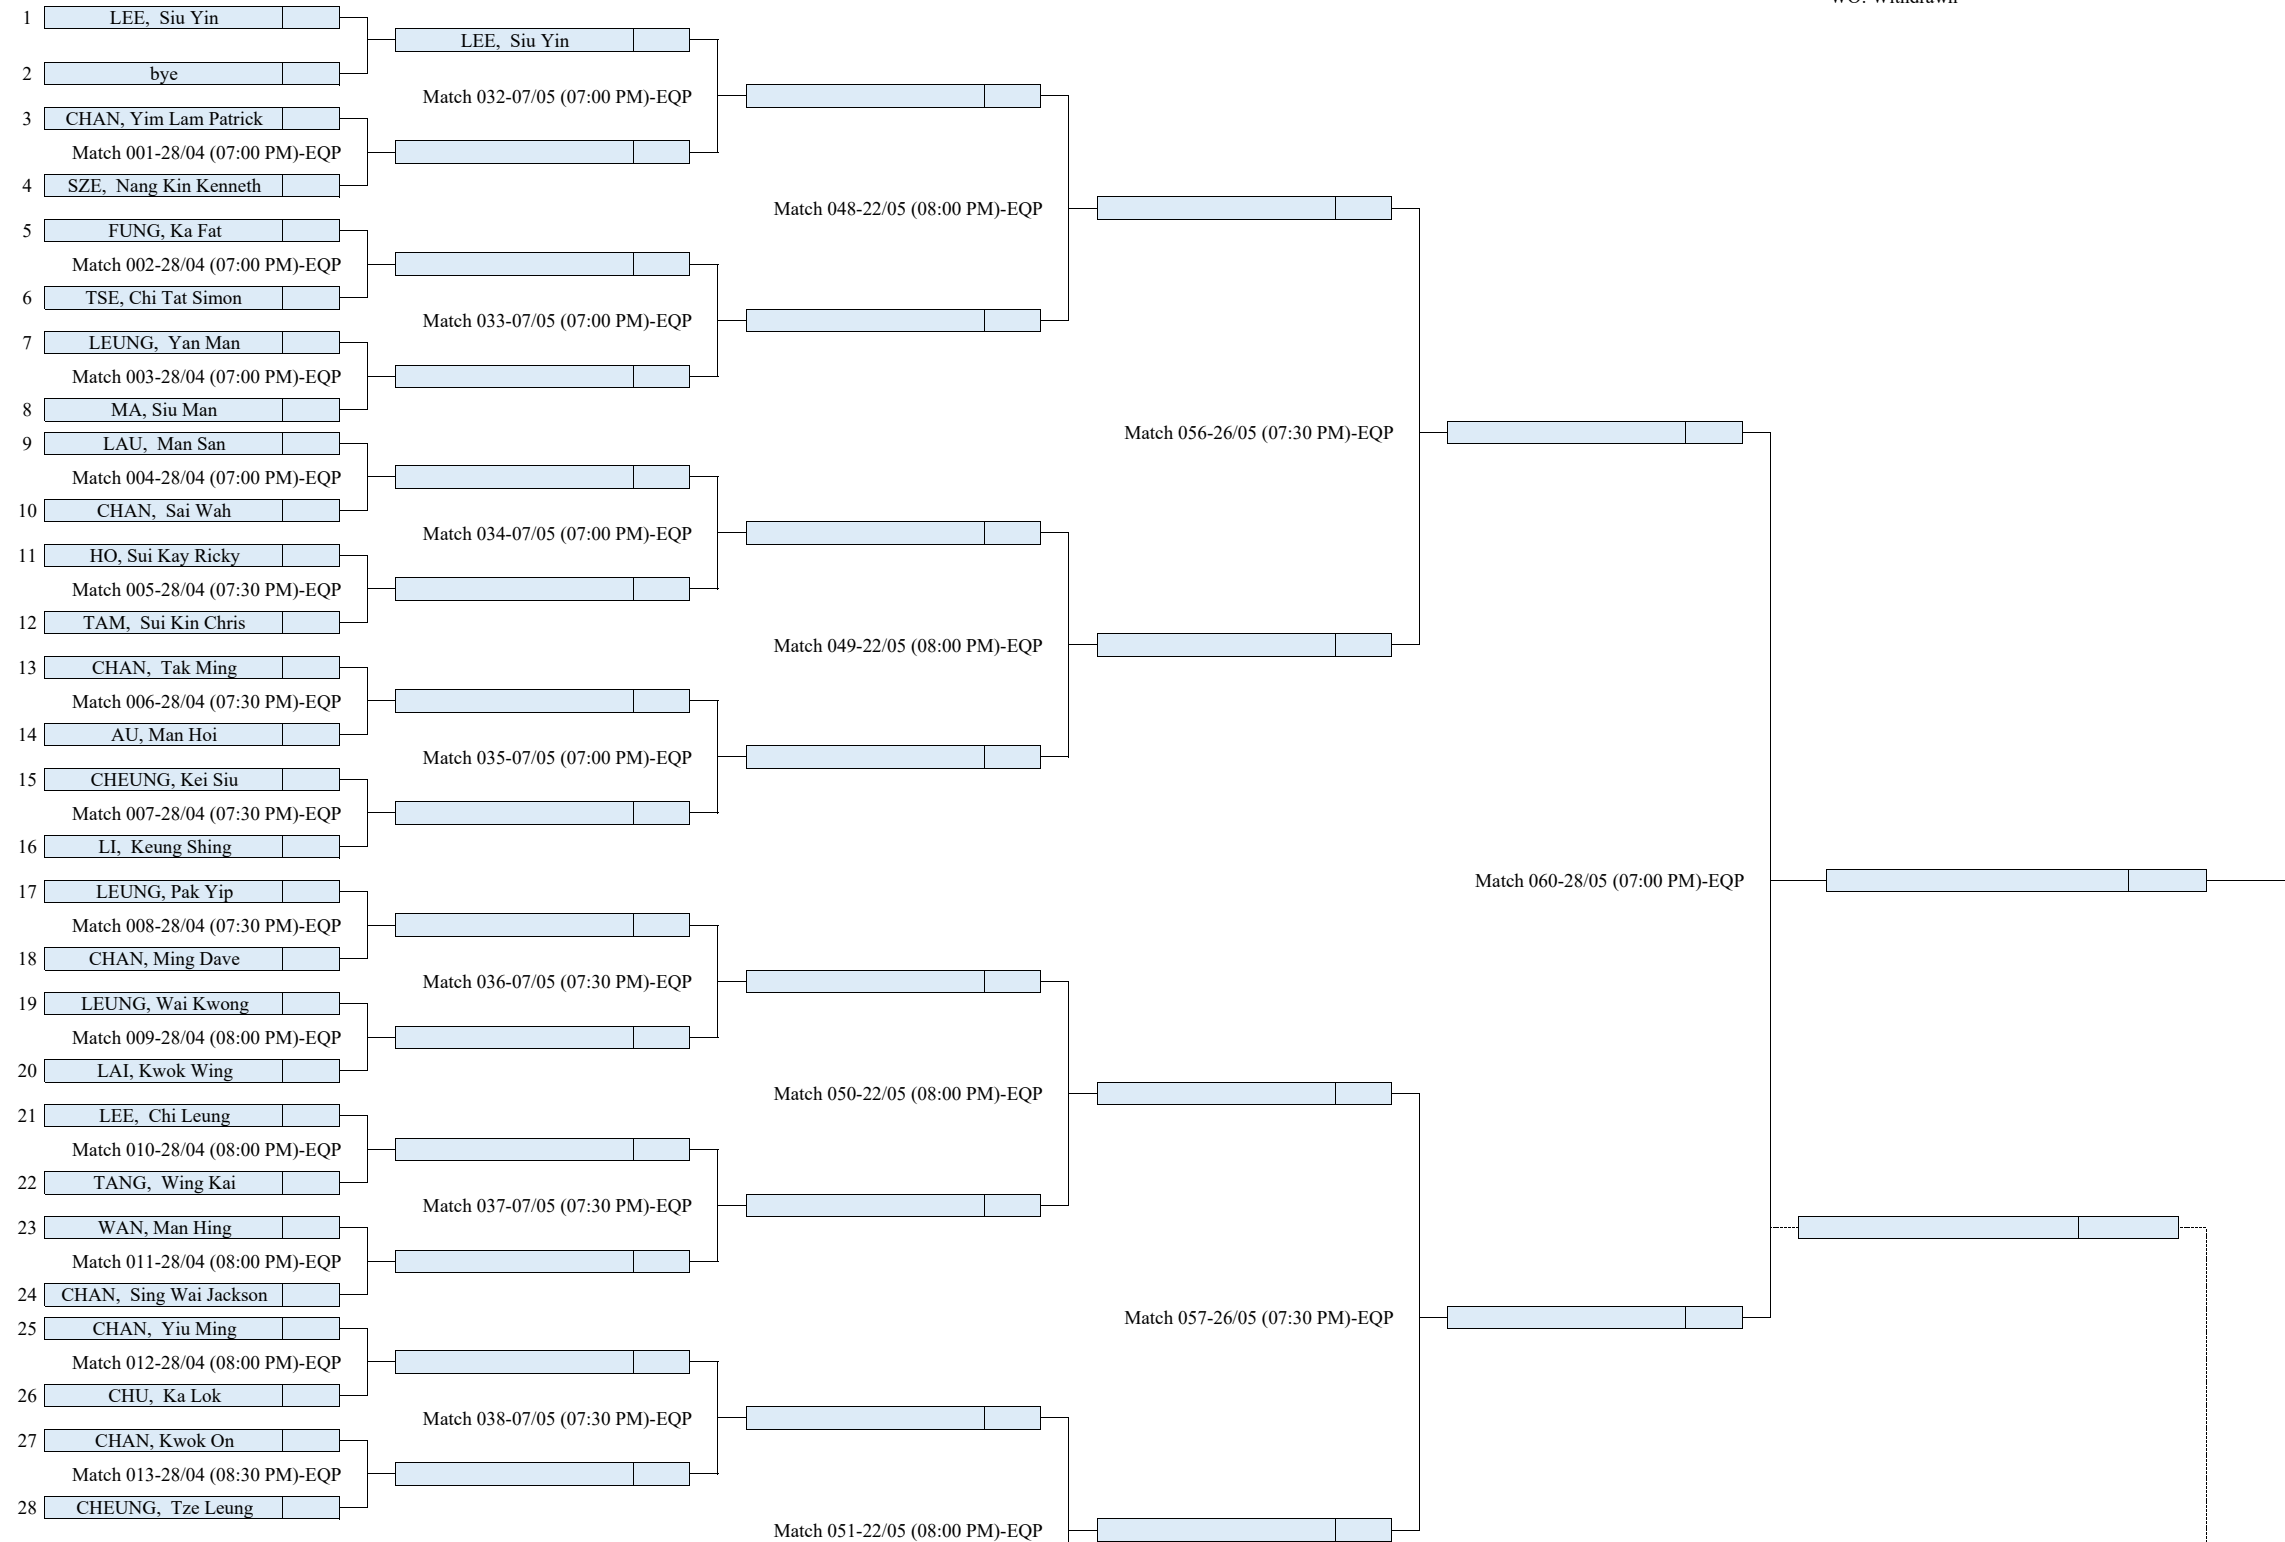 WO: Withdrawn
1 LEE,  Siu Yin
LEE,  Siu Yin
2 bye
Match 032-07/05 (07:00 PM)-EQP
3 CHAN, Yim Lam Patrick
Match 001-28/04 (07:00 PM)-EQP
4 SZE,  Nang Kin Kenneth
Match 048-22/05 (08:00 PM)-EQP
5 FUNG, Ka Fat
Match 002-28/04 (07:00 PM)-EQP
6 TSE, Chi Tat Simon
Match 033-07/05 (07:00 PM)-EQP
7 LEUNG,  Yan Man
Match 003-28/04 (07:00 PM)-EQP
8 MA, Siu Man
Match 056-26/05 (07:30 PM)-EQP
9 LAU,  Man San
Match 004-28/04 (07:00 PM)-EQP
10 CHAN,  Sai Wah
Match 034-07/05 (07:00 PM)-EQP
11 HO, Sui Kay Ricky
Match 005-28/04 (07:30 PM)-EQP
12 TAM,  Sui Kin Chris
Match 049-22/05 (08:00 PM)-EQP
13 CHAN,  Tak Ming
Match 006-28/04 (07:30 PM)-EQP
14 AU, Man Hoi
Match 035-07/05 (07:00 PM)-EQP
15 CHEUNG, Kei Siu
Match 007-28/04 (07:30 PM)-EQP
16 LI,  Keung Shing
Match 060-28/05 (07:00 PM)-EQP
17 LEUNG, Pak Yip
Match 008-28/04 (07:30 PM)-EQP
18 CHAN, Ming Dave
Match 036-07/05 (07:30 PM)-EQP
19 LEUNG, Wai Kwong
Match 009-28/04 (08:00 PM)-EQP
20 LAI, Kwok Wing
Match 050-22/05 (08:00 PM)-EQP
21 LEE,  Chi Leung
Match 010-28/04 (08:00 PM)-EQP
22 TANG,  Wing Kai
Match 037-07/05 (07:30 PM)-EQP
23 WAN, Man Hing
Match 011-28/04 (08:00 PM)-EQP
24 CHAN,  Sing Wai Jackson
Match 057-26/05 (07:30 PM)-EQP
25 CHAN,  Yiu Ming
Match 012-28/04 (08:00 PM)-EQP
26 CHU,  Ka Lok
Match 038-07/05 (07:30 PM)-EQP
27 CHAN, Kwok On
Match 013-28/04 (08:30 PM)-EQP
28 CHEUNG,  Tze Leung
Match 051-22/05 (08:00 PM)-EQP